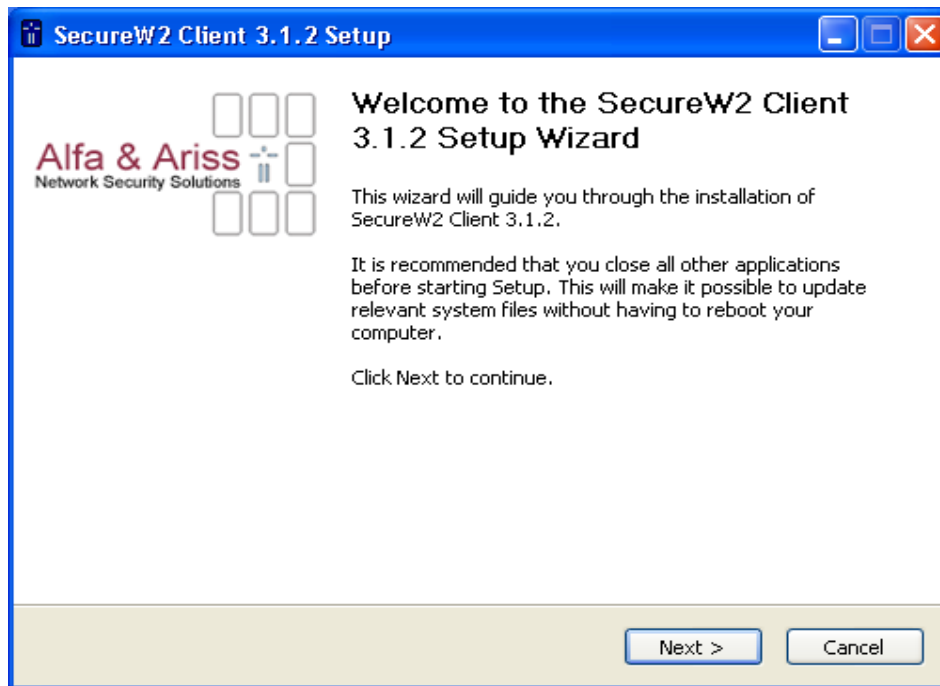 SecureW2 Client 3.1.2 Setup
Alfa & Ariss
Network Security Solutions
Welcome to the SecureW2 Client
3.1.2 Setup Wizard
This wizard will guide you through the installation of
SecureW2 Client 3.1.2.
It is recommended that you close all other applications
before starting Setup. This will make it possible to update
relevant system files without having to reboot your
computer.
Click Next to continue.
Next >
Cancel